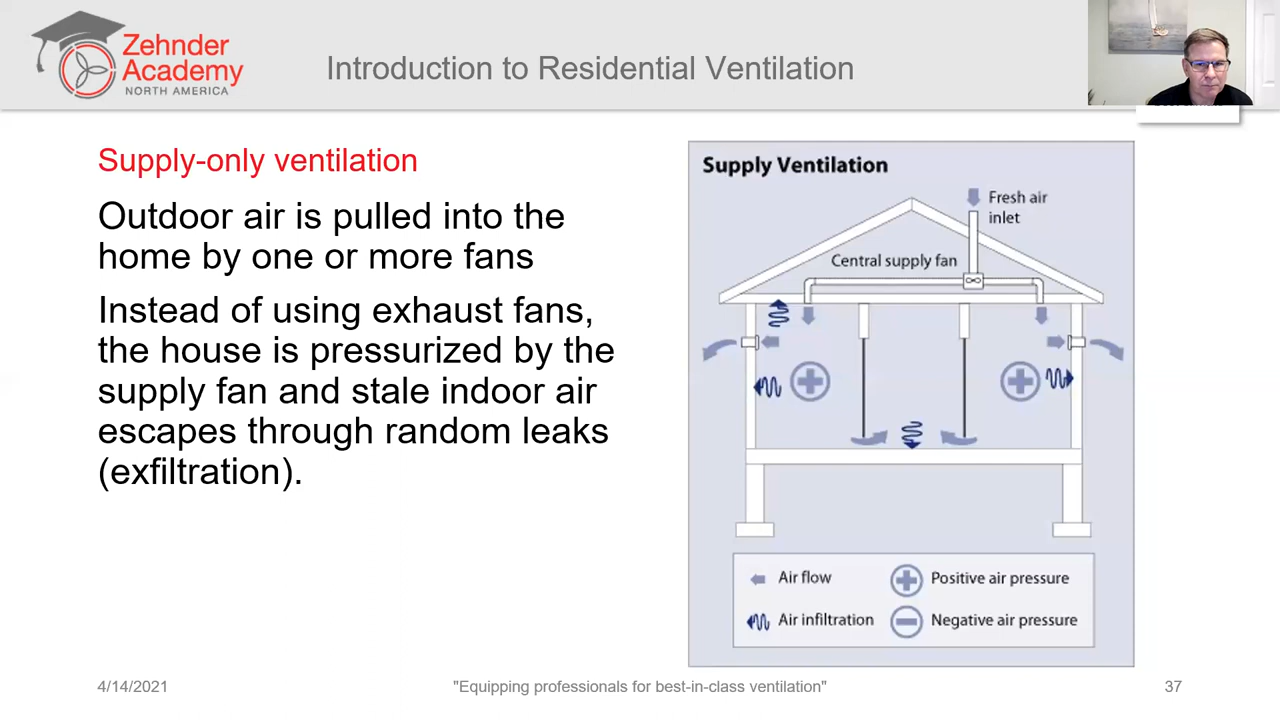 Zehnder
Academy
NORTH AMERICA
Introduction to Residential Ventilation
Supply-only ventilation
Outdoor air is pulled into the
home by one or more fans
Instead of using exhaust fans,
the house is pressurized by the
supply fan and stale indoor air
escapes through random leaks
(exfiltration).
Supply Ventilation
Fresh air
inlet
Central supply fan
Air flow
Positive air pressure
Air infiltration
Negative air pressure
4/14/2021
"Equipping professionals for best-in-class ventilation"
37